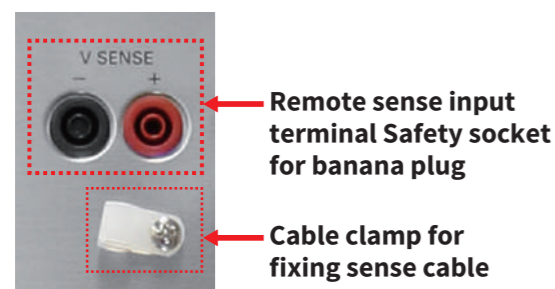 V SENSE
− +
Remote sense input
terminal Safety socket
for banana plug
Cable clamp for
fixing sense cable